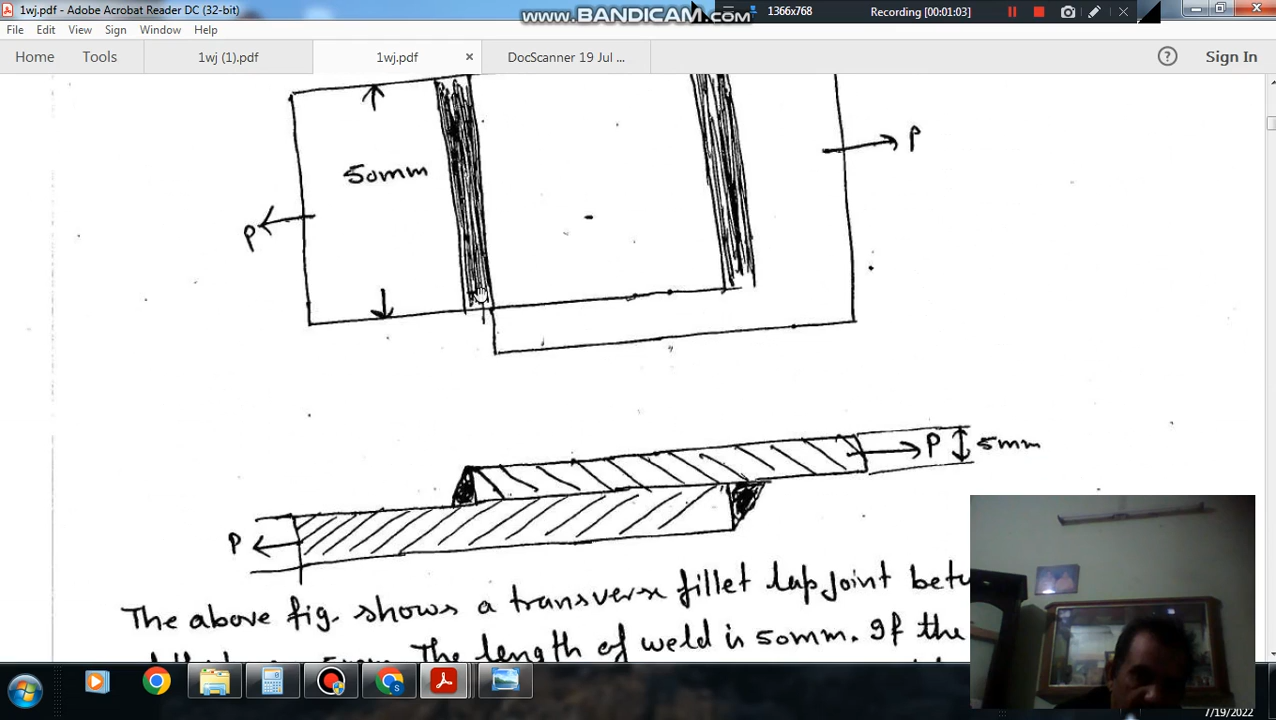 1wj.pdf - Adobe Acrobat Reader DC (32-bit)
www.BANDICAM.com
1366x768
Recording [00:01:03]
File Edit View Sign Window Help
Home
Tools
1wj (1).pdf
1wj.pdf
DocScanner 19 Jul ...
Sign In
50mm
P
P
P
5mm
P
The above fig. shows a transverse fillet lap joint betw
The length of weld is 50mm. If the
7/19/2022